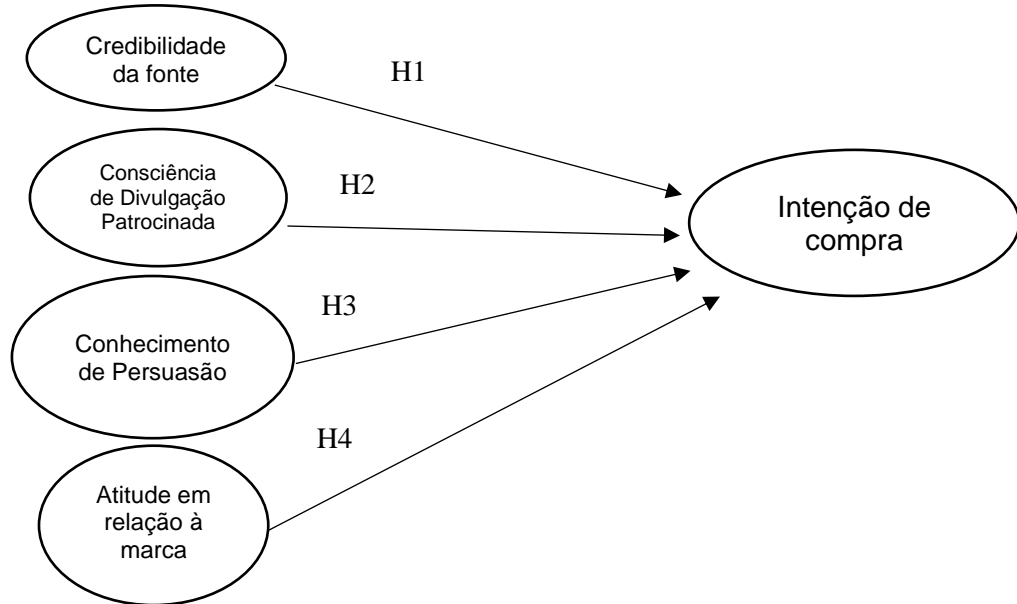 Credibilidade
da fonte
H1
Consciência
de Divulgação
Patrocinada
H2
Intenção de
compra
Conhecimento
de Persuasão
H3
Atitude em
relação à
marca
H4